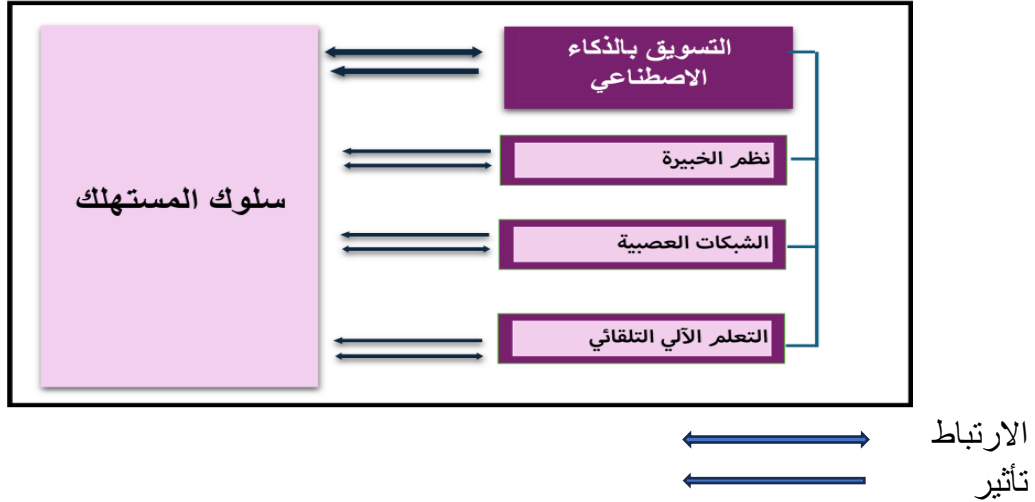 التسويق بالذكاء
الاصطناعي
نظم الخبيرة
سلوك المستهلك
الشبكات العصبية
التعلم الآلي التلقائي
الارتباط
تأثير